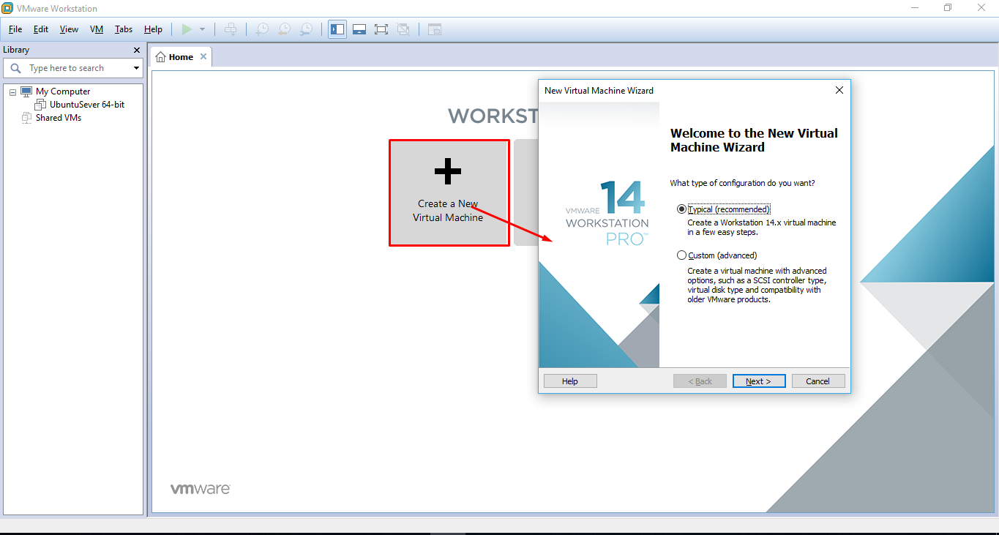 VMware Workstation
File Edit View VM Tabs Help
Library
Type here to search
My Computer
UbuntuSever 64-bit
Shared VMs
Home
WORKST
Create a New
Virtual Machine
vmware
New Virtual Machine Wizard
VMWARE 14
WORKSTATION
PRO™
Welcome to the New Virtual
Machine Wizard
What type of configuration do you want?
Typical (recommended)
Create a Workstation 14.x virtual machine
in a few easy steps.
Custom (advanced)
Create a virtual machine with advanced
options, such as a SCSI controller type,
virtual disk type and compatibility with
older VMware products.
Help < Back Next > Cancel